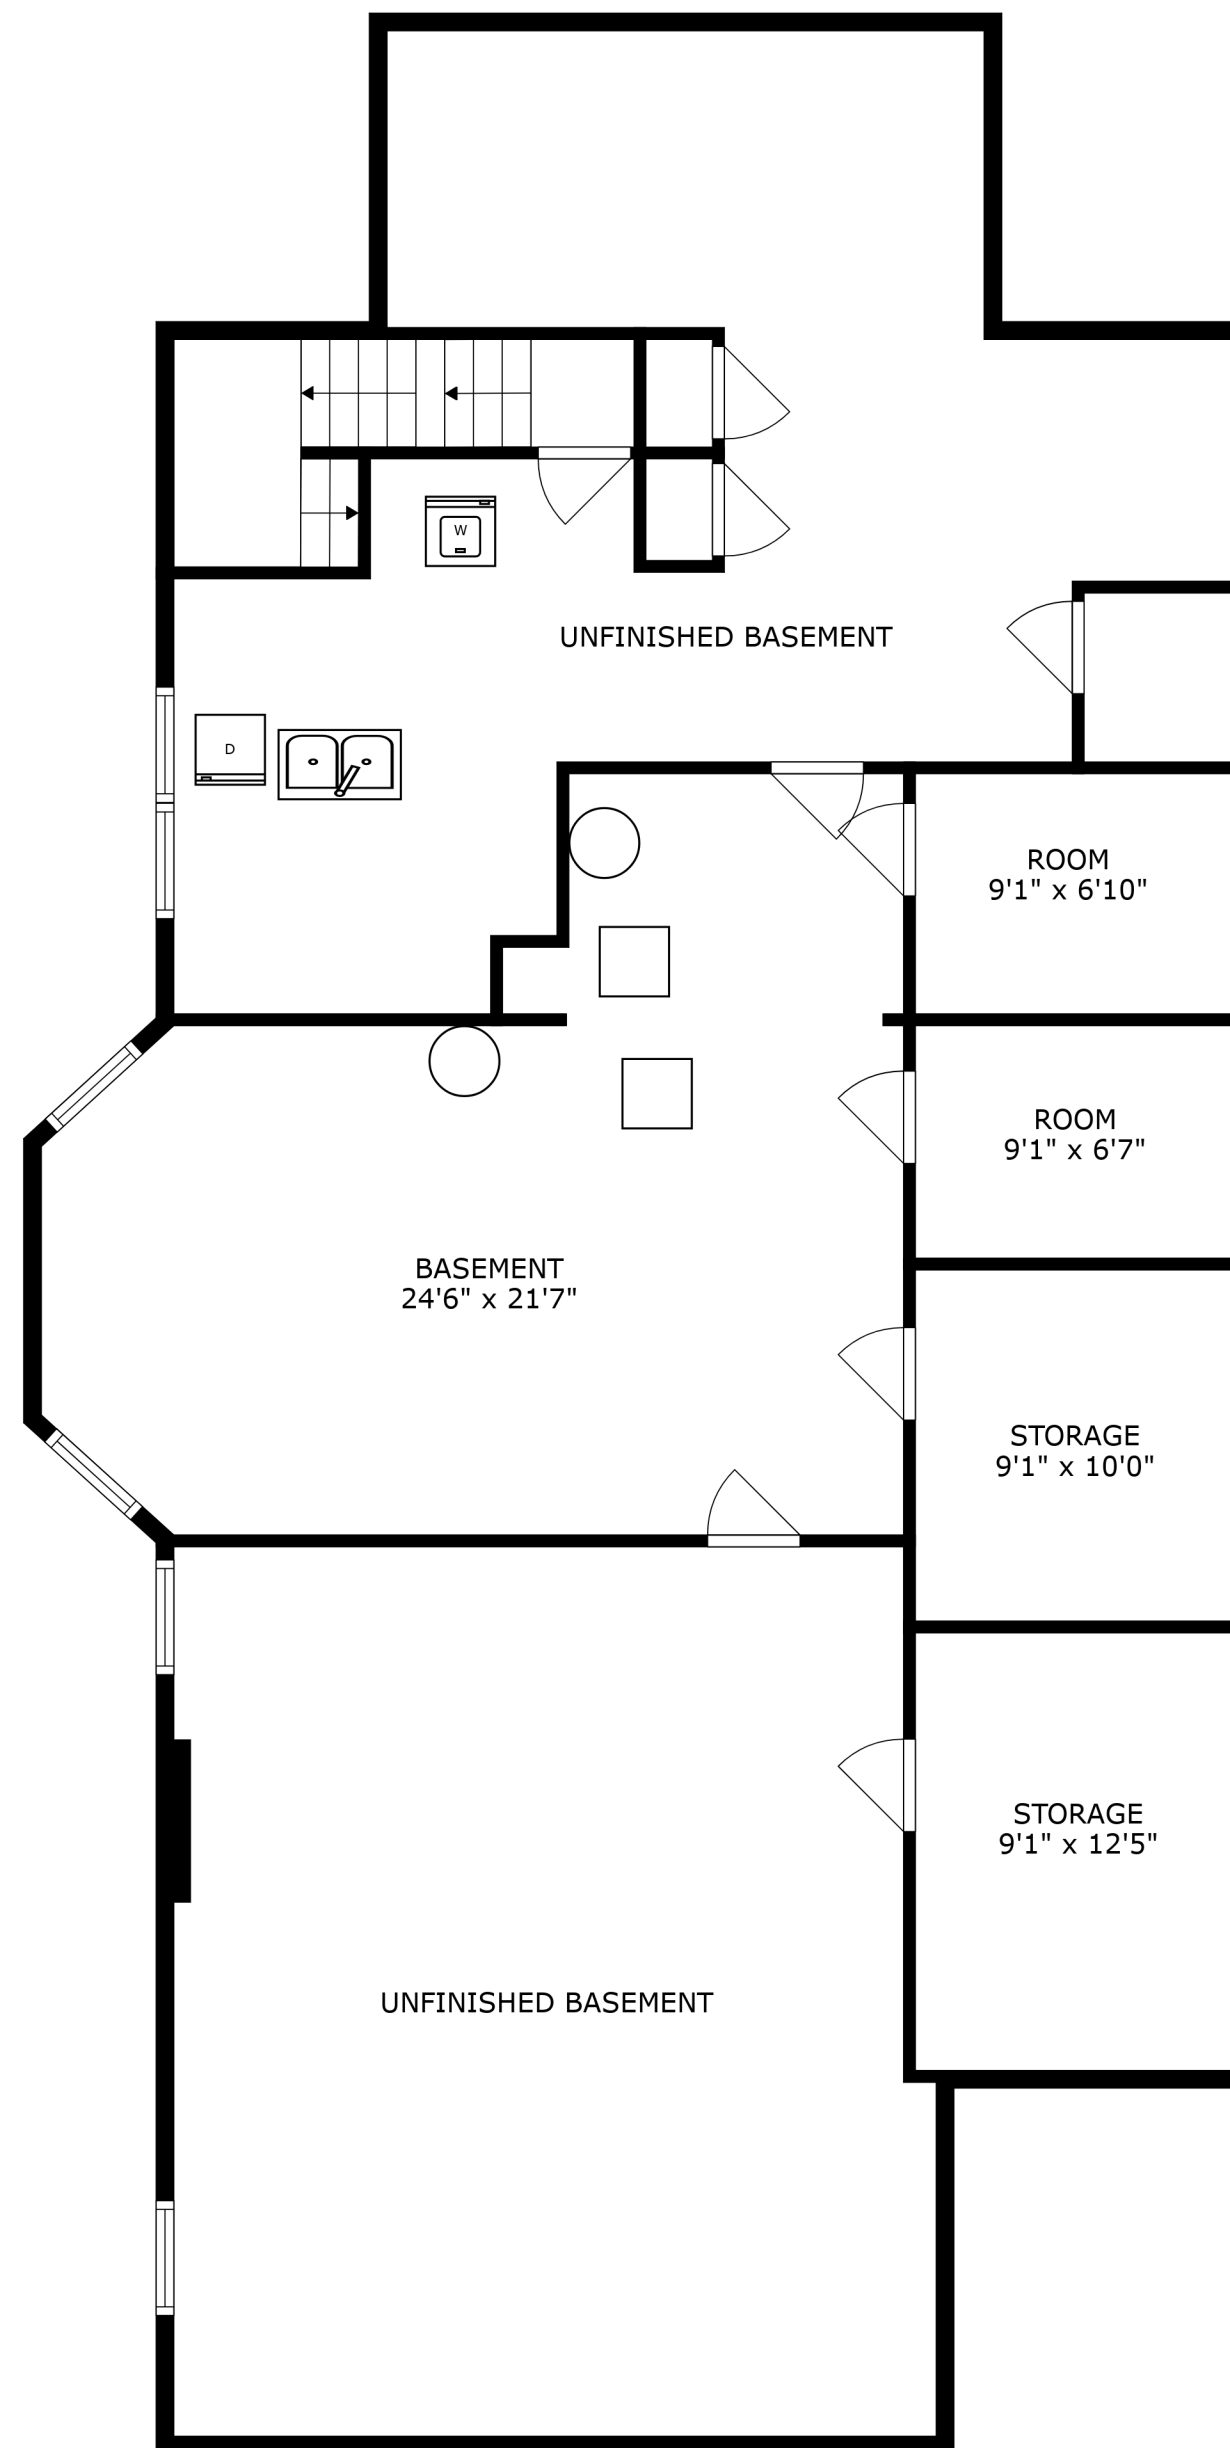 W
UNFINISHED BASEMENT
D
ROOM
9'1" x 6'10"
ROOM
9'1" x 6'7"
BASEMENT
24'6" x 21'7"
STORAGE
9'1" x 10'0"
STORAGE
9'1" x 12'5"
UNFINISHED BASEMENT